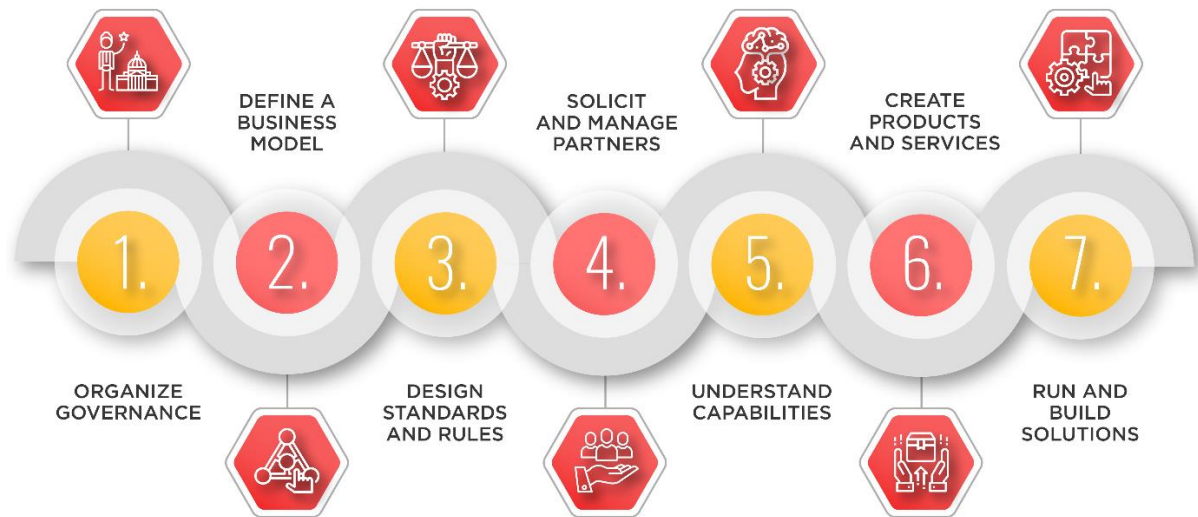 1.
ORGANIZE
GOVERNANCE
2.
DEFINE A
BUSINESS
MODEL
3.
DESIGN
STANDARDS
AND RULES
4.
SOLICIT
AND MANAGE
PARTNERS
5.
UNDERSTAND
CAPABILITIES
6.
CREATE
PRODUCTS
AND SERVICES
7.
RUN AND
BUILD
SOLUTIONS